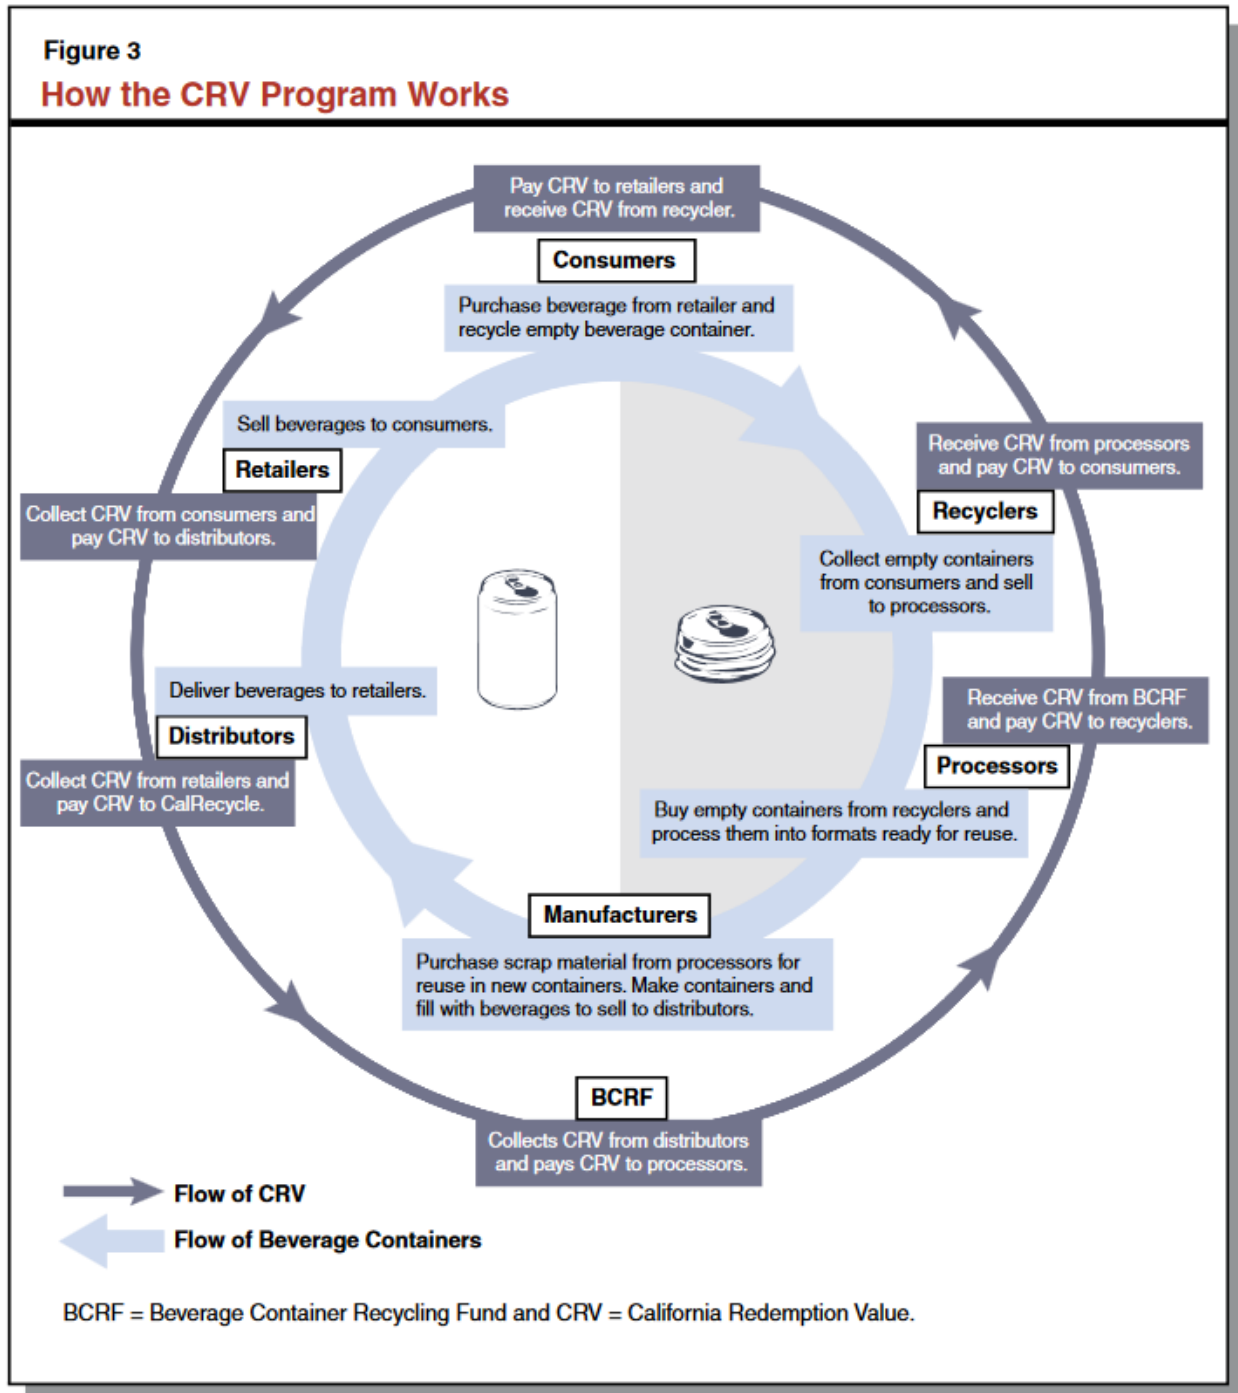 Figure 3
How the CRV Program Works
Pay CRV to retailers and
receive CRV from recycler.
Consumers
Purchase beverage from retailer and
recycle empty beverage container.
Sell beverages to consumers.
Retailers
Collect CRV from consumers and
pay CRV to distributors.
Receive CRV from processors
and pay CRV to consumers.
Recyclers
Collect empty containers
from consumers and sell
to processors.
Deliver beverages to retailers.
Distributors
Collect CRV from retailers and
pay CRV to CalRecycle.
Receive CRV from BCRF
and pay CRV to recyclers.
Processors
Buy empty containers from recyclers and
process them into formats ready for reuse.
Manufacturers
Purchase scrap material from processors for
reuse in new containers. Make containers and
fill with beverages to sell to distributors.
BCRF
Collects CRV from distributors
and pays CRV to processors.
Flow of CRV
Flow of Beverage Containers
BCRF = Beverage Container Recycling Fund and CRV = California Redemption Value.